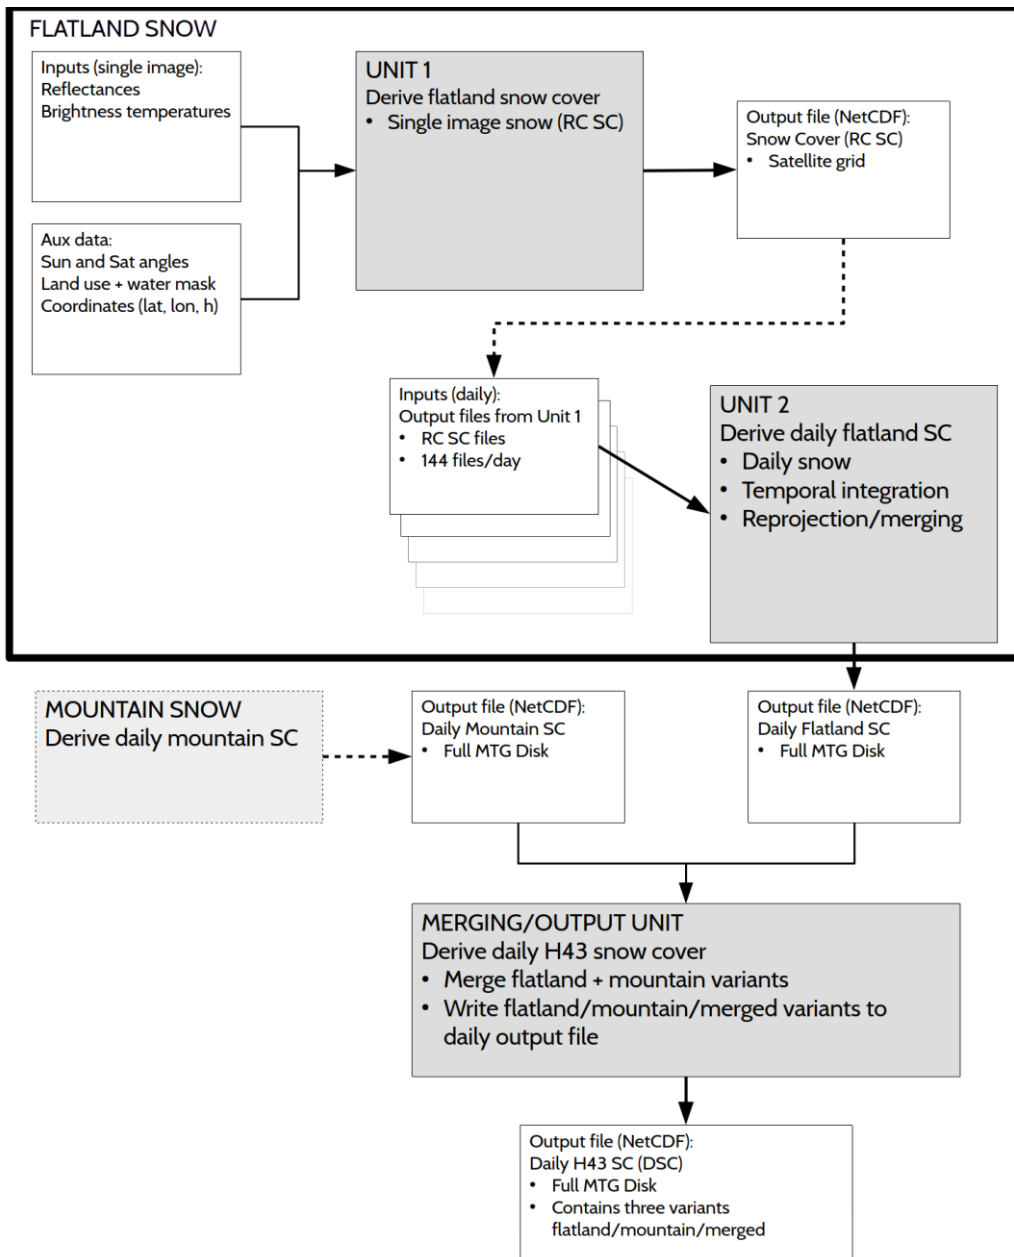 FLATLAND SNOW
Inputs (single image):
Reflectances
Brightness temperatures
UNIT 1
Derive flatland snow cover
• Single image snow (RC SC)
Output file (NetCDF):
Snow Cover (RC SC)
• Satellite grid
Aux data:
Sun and Sat angles
Land use + water mask
Coordinates (lat, lon, h)
Inputs (daily):
Output files from Unit 1
• RC SC files
• 144 files/day
UNIT 2
Derive daily flatland SC
• Daily snow
• Temporal integration
• Reprojection/merging
MOUNTAIN SNOW
Derive daily mountain SC
Output file (NetCDF):
Daily Mountain SC
• Full MTG Disk
Output file (NetCDF):
Daily Flatland SC
• Full MTG Disk
MERGING/OUTPUT UNIT
Derive daily H43 snow cover
• Merge flatland + mountain variants
• Write flatland/mountain/merged variants to
daily output file
Output file (NetCDF):
Daily H43 SC (DSC)
• Full MTG Disk
• Contains three variants
flatland/mountain/merged